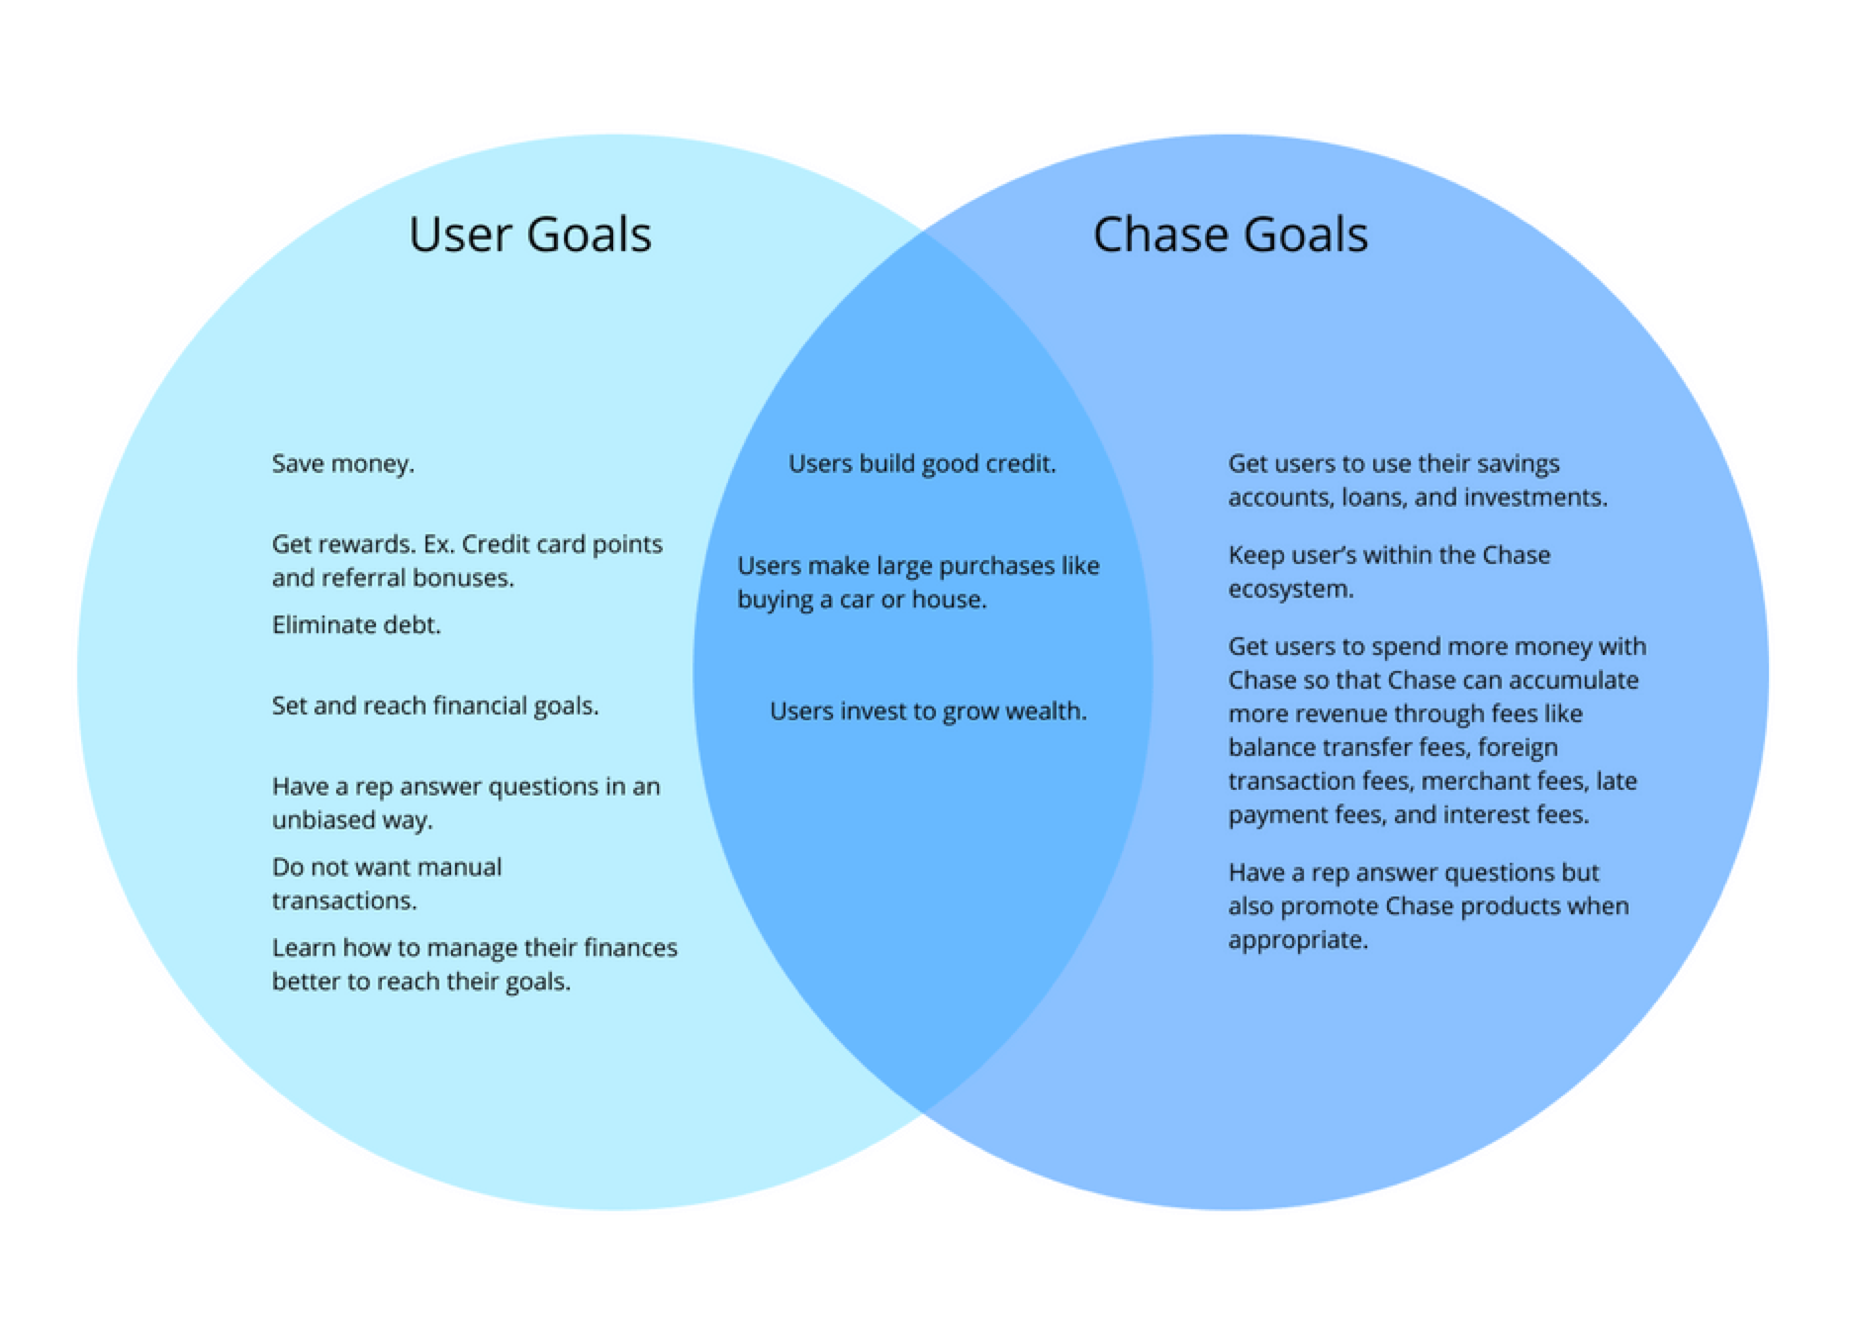 User Goals
Save money.
Get rewards. Ex. Credit card points
and referral bonuses.
Eliminate debt.
Set and reach financial goals.
Have a rep answer questions in an
unbiased way.
Do not want manual
transactions.
Learn how to manage their finances
better to reach their goals.
Users build good credit.
Users make large purchases like
buying a car or house.
Users invest to grow wealth.
Chase Goals
Get users to use their savings
accounts, loans, and investments.
Keep user’s within the Chase
ecosystem.
Get users to spend more money with
Chase so that Chase can accumulate
more revenue through fees like
balance transfer fees, foreign
transaction fees, merchant fees, late
payment fees, and interest fees.
Have a rep answer questions but
also promote Chase products when
appropriate.